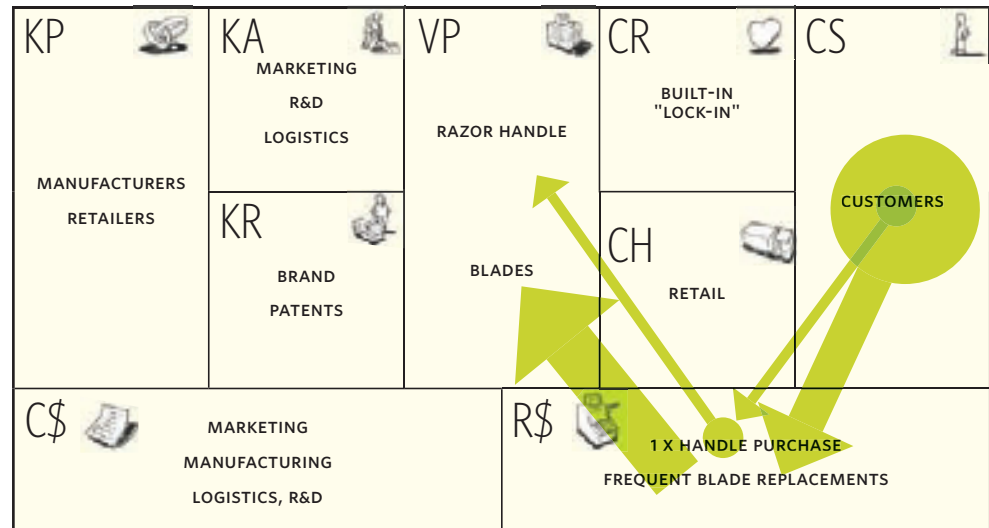 KP
MANUFACTURERS
RETAILERS
KA
MARKETING
R&D
LOGISTICS
KR
BRAND
PATENTS
VP
RAZOR HANDLE
BLADES
CR
BUILT-IN
"LOCK-IN"
CH
RETAIL
CS
CUSTOMERS
C$
MARKETING
MANUFACTURING
LOGISTICS, R&D
R$
1 X HANDLE PURCHASE
FREQUENT BLADE REPLACEMENTS